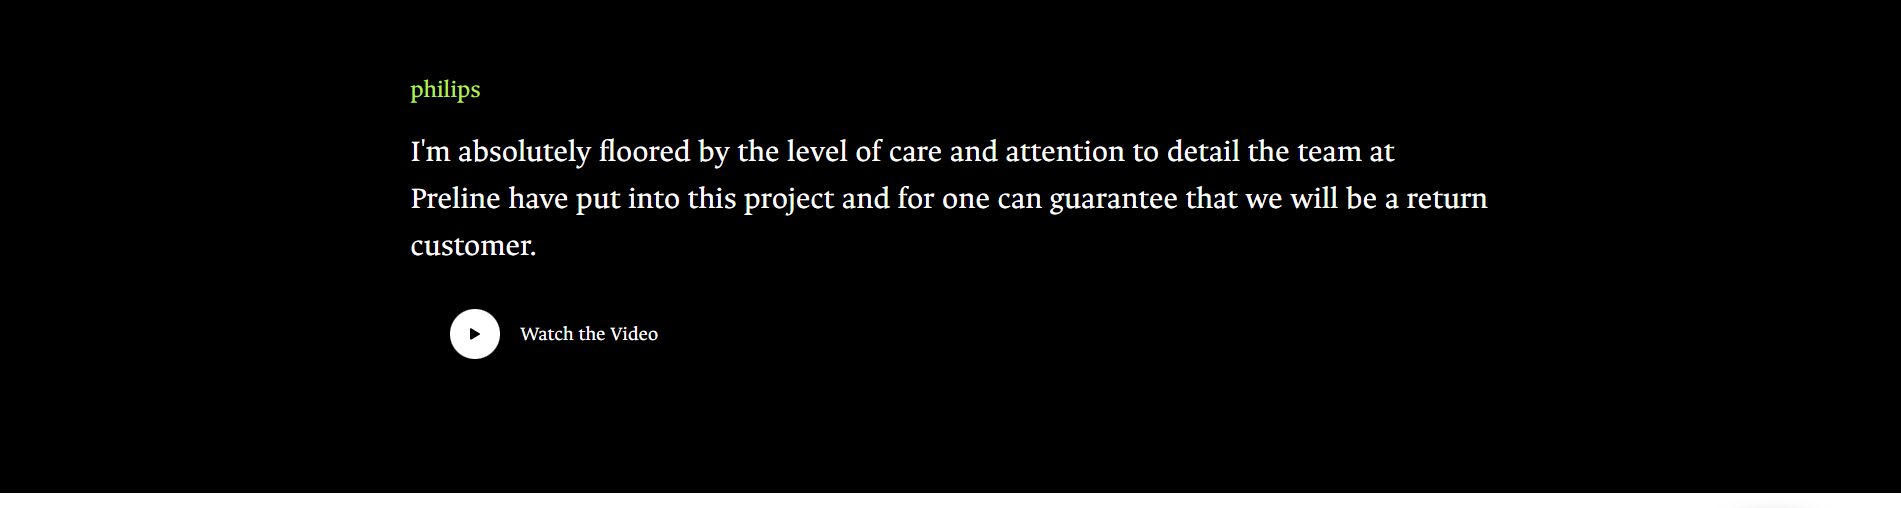 philips
I'm absolutely floored by the level of care and attention to detail the team at
Preline have put into this project and for one can guarantee that we will be a return
customer.
Watch the Video